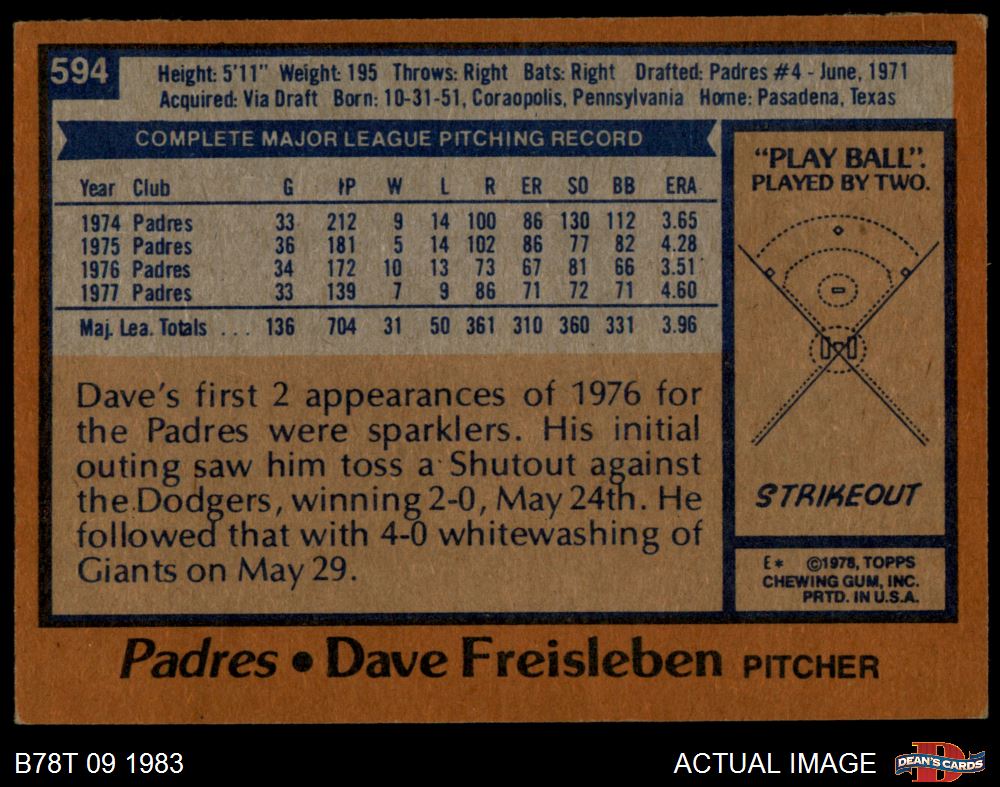 594
Height: 5'11" Weight: 195 Throws: Right Bats: Right Drafted: Padres #4 - June, 1971
Acquired: Via Draft Born: 10-31-51, Coraopolis, Pennsylvania Home: Pasadena, Texas
COMPLETE MAJOR LEAGUE PITCHING RECORD
Year Club G IP W L R ER SO BB ERA
1974 Padres 33 212 9 14 100 86 130 112 3.65
1975 Padres 36 181 5 14 102 86 77 82 4.28
1976 Padres 34 172 10 13 73 67 81 66 3.51
1977 Padres 33 139 7 9 86 71 72 71 4.60
Maj. Lea. Totals ... 136 704 31 50 361 310 360 331 3.96
Dave's first 2 appearances of 1976 for
the Padres were sparklers. His initial
outing saw him toss a Shutout against
the Dodgers, winning 2-0, May 24th. He
followed that with 4-0 whitewashing of
Giants on May 29.
"PLAY BALL".
PLAYED BY TWO.
STRIKEOUT
E* ©1978, TOPPS
CHEWING GUM, INC.
PRTD. IN U.S.A.
Padres • Dave Freisleben PITCHER
B78T 09 1983
ACTUAL IMAGE
DEAN'S CARDS